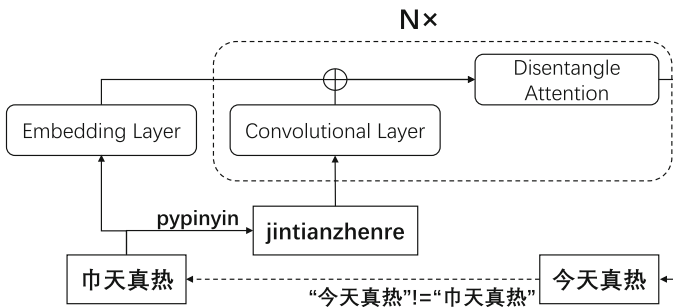 N×
Disentangle
Attention
Embedding Layer
Convolutional Layer
pypinyin
jintianzhenre
巾天真热
今天真热
“今天真热”!=“巾天真热”